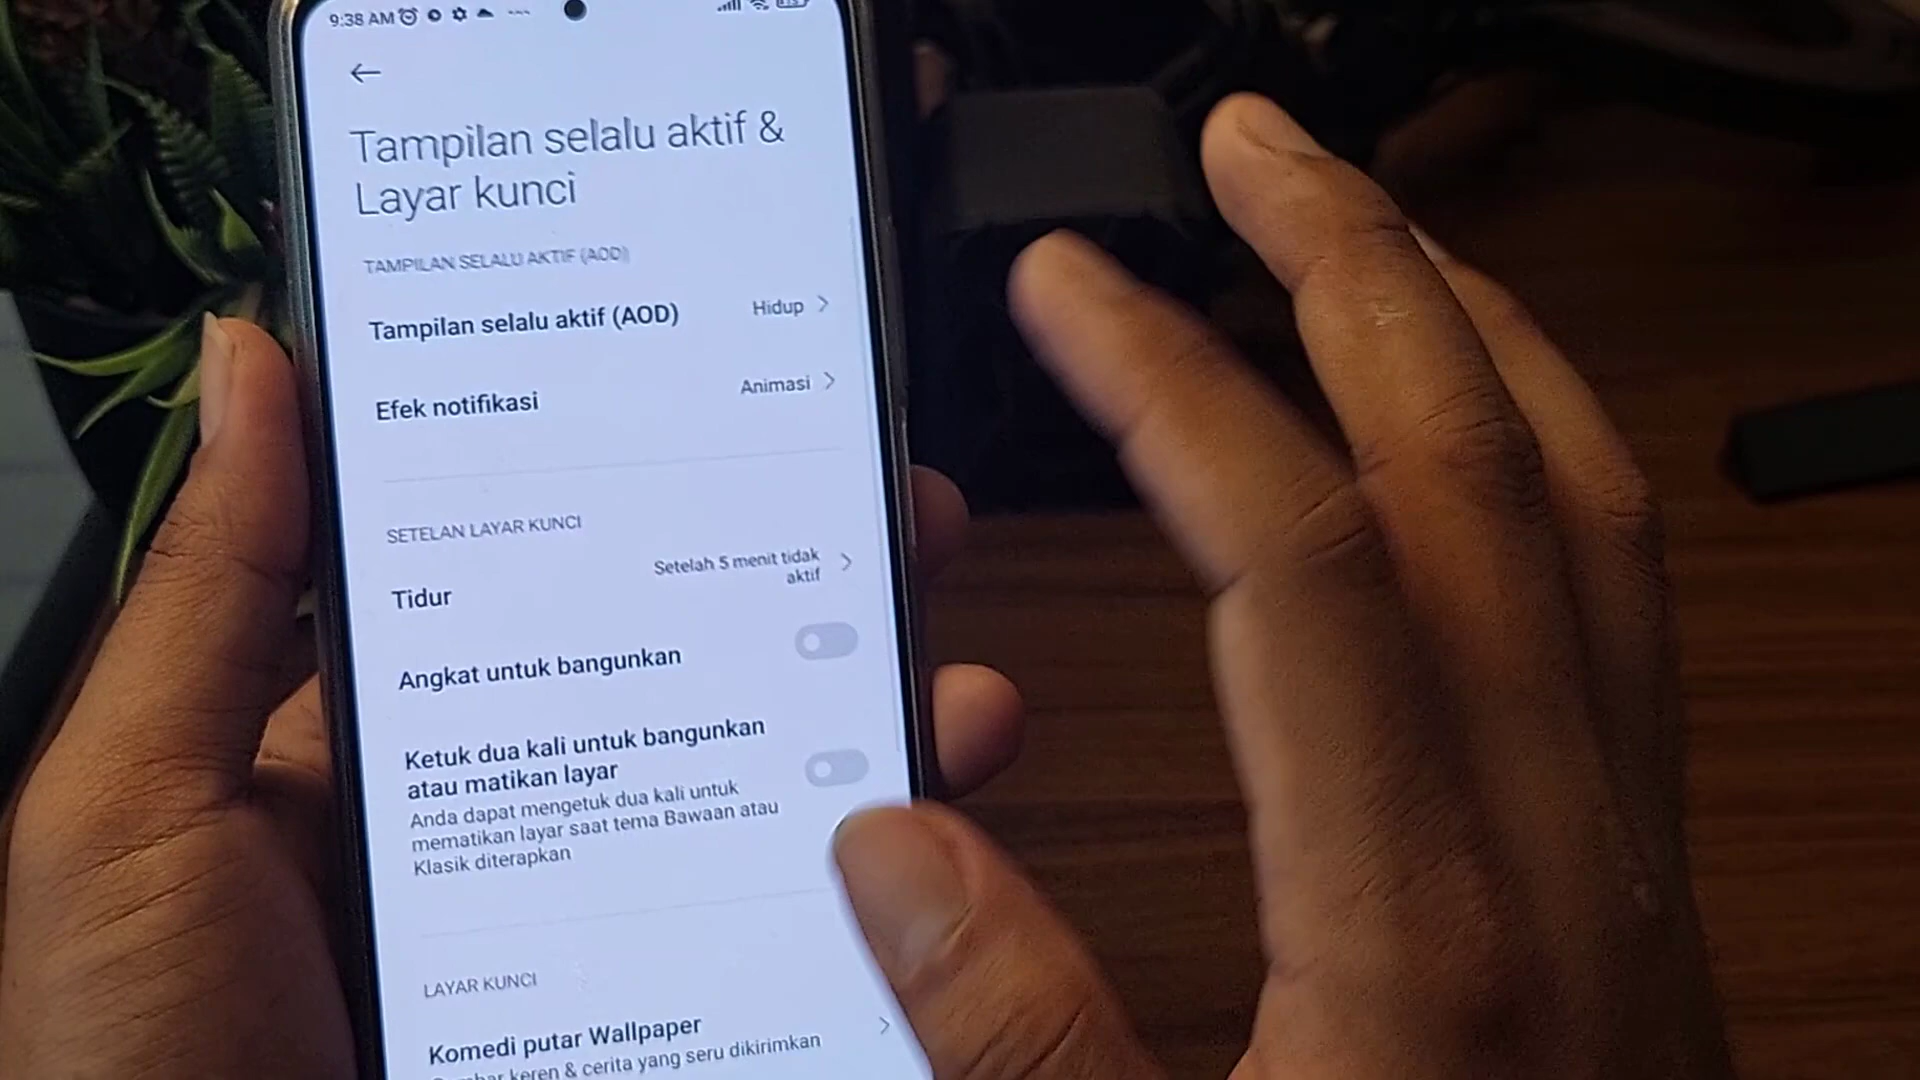 9:38 AM
Tampilan selalu aktif &
Layar kunci
TAMPILAN SELALU AKTIF (AOD)
Tampilan selalu aktif (AOD) Hidup
Efek notifikasi Animasi
SETELAN LAYAR KUNCI
Tidur Setelah 5 menit tidak
aktif
Angkat untuk bangunkan
Ketuk dua kali untuk bangunkan
atau matikan layar
Anda dapat mengetuk dua kali untuk
mematikan layar saat tema Bawaan atau
Klasik diterapkan
LAYAR KUNCI
Komedi putar Wallpaper
keren & cerita yang seru dikirimkan